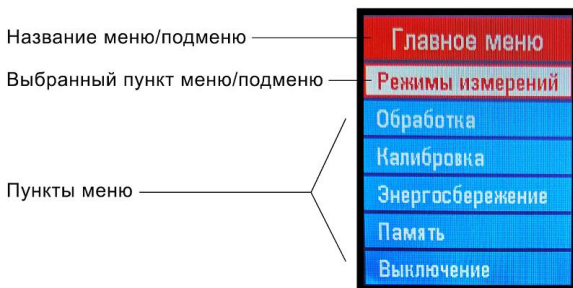 Название меню/подменю
Главное меню
Выбранный пункт меню/подменю
Режимы измерений
Обработка
Калибровка
Пункты меню
Энергосбережение
Память
Выключение